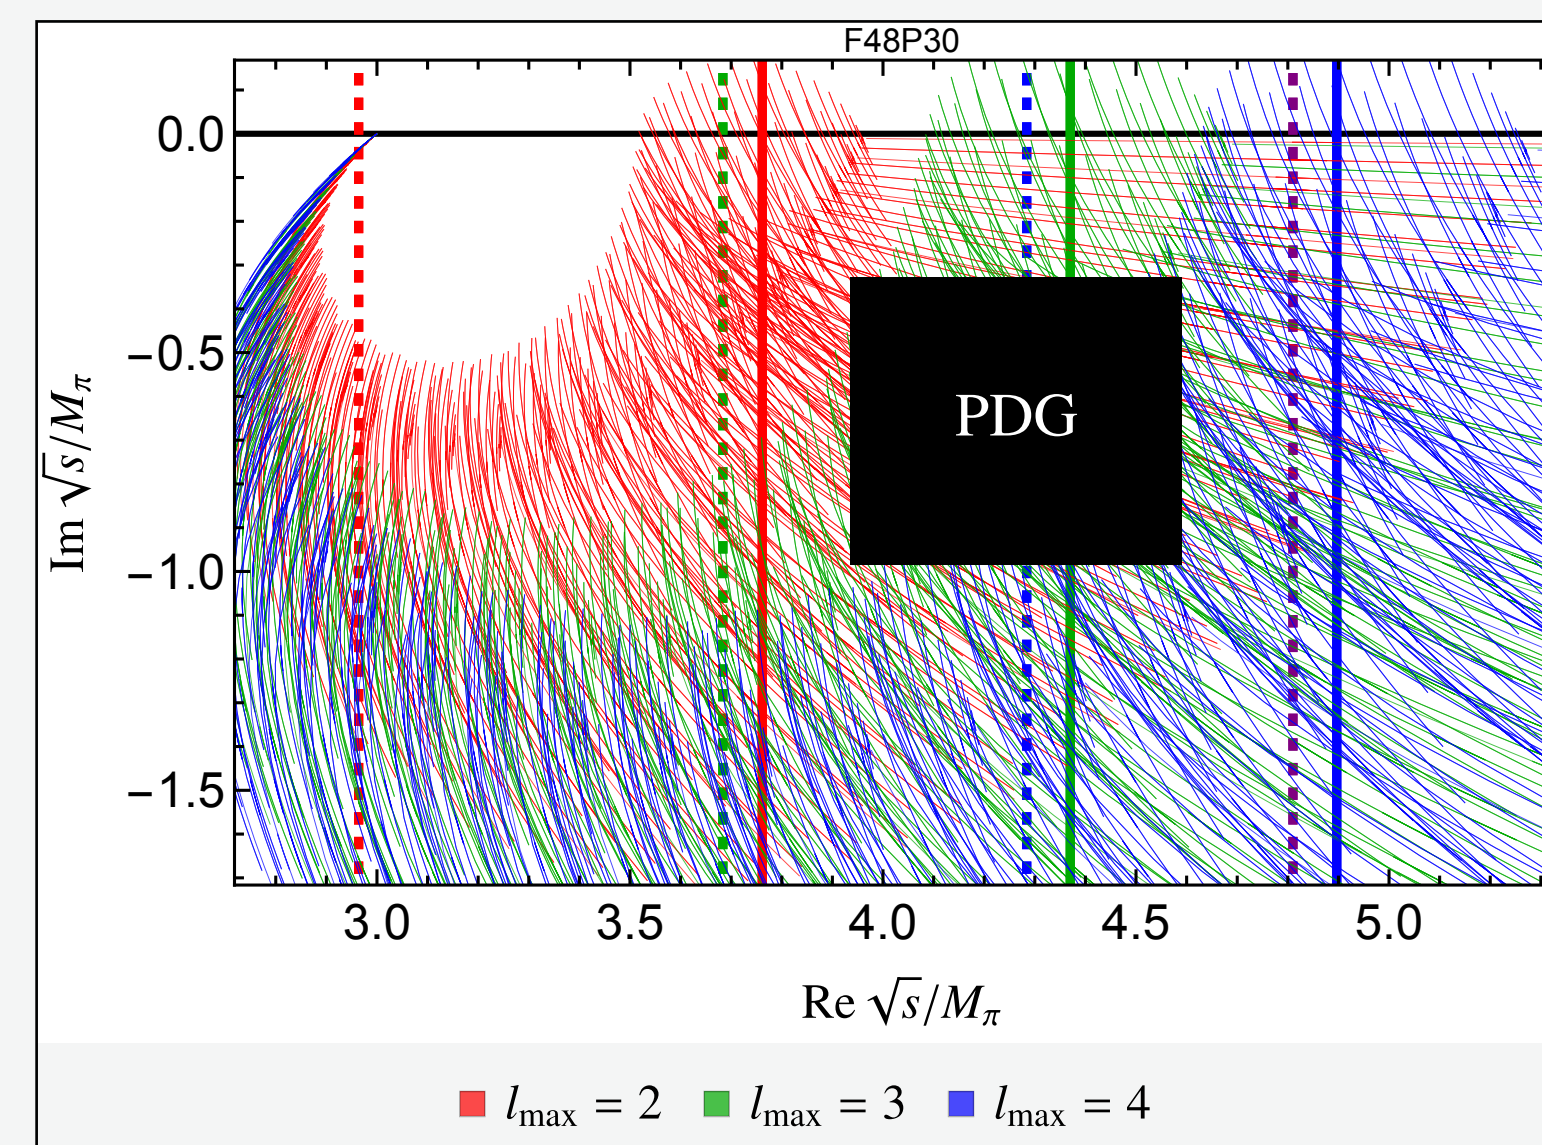 F48P30
0.0
−0.5
−1.0
−1.5
Im √s/Mπ
PDG
3.0 3.5 4.0 4.5 5.0
Re √s/Mπ
lmax = 2 lmax = 3 lmax = 4